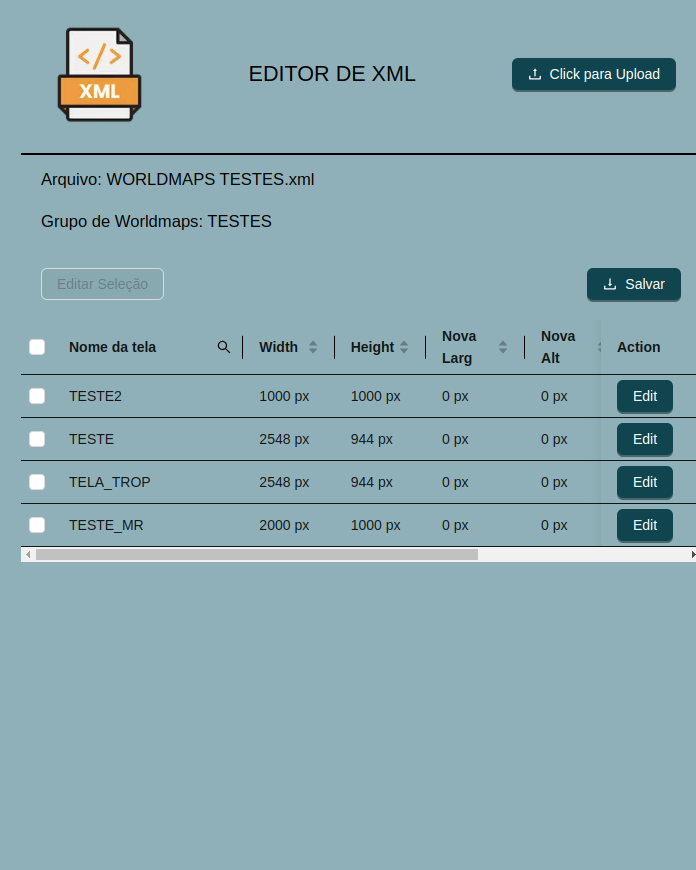 </>
XML
EDITOR DE XML
Click para Upload
Arquivo: WORLDMAPS TESTES.xml
Grupo de Worldmaps: TESTES
Editar Seleção
Salvar
Nome da tela Width Height Nova Larg Nova Alt Action
TESTE2 1000 px 1000 px 0 px 0 px Edit
TESTE 2548 px 944 px 0 px 0 px Edit
TELA_TROP 2548 px 944 px 0 px 0 px Edit
TESTE_MR 2000 px 1000 px 0 px 0 px Edit